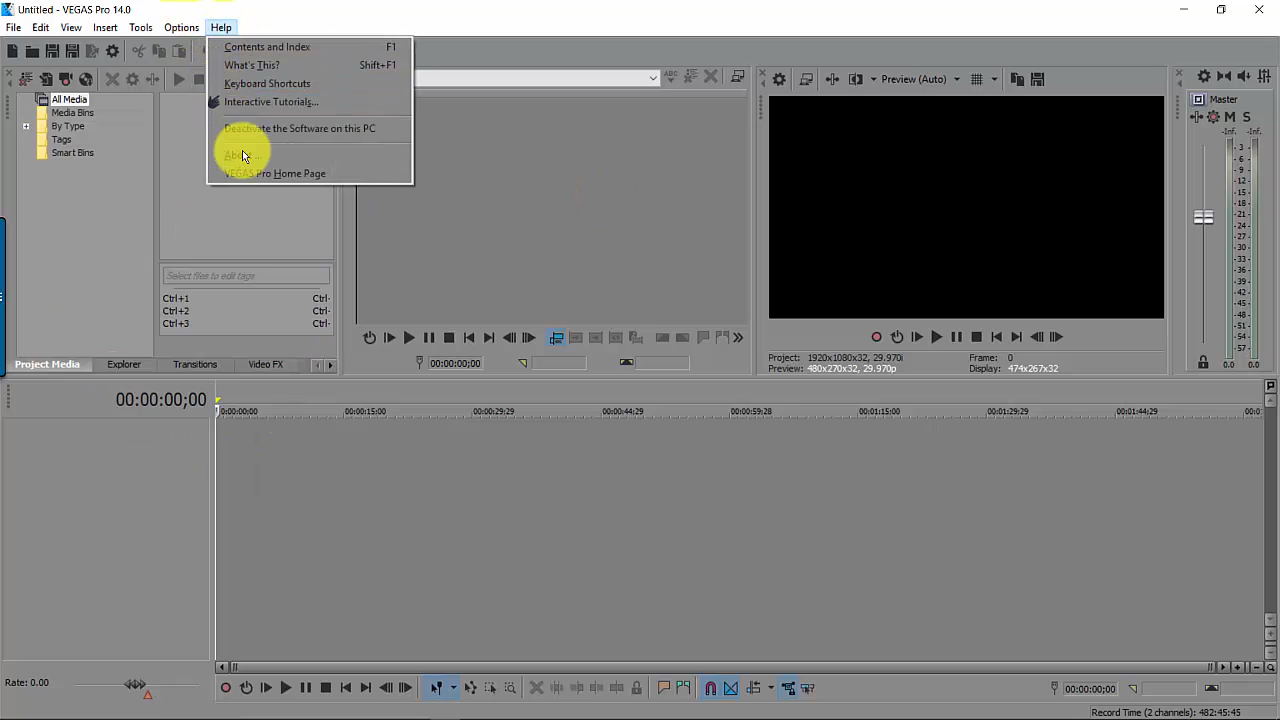 Untitled - VEGAS Pro 14.0
File Edit View Insert Tools Options Help
Contents and Index F1
What's This? Shift+F1
Keyboard Shortcuts
Interactive Tutorials...
Deactivate the Software on this PC
About ...
VEGAS Pro Home Page
All Media
Media Bins
By Type
Tags
Smart Bins
Select files to edit tags
Ctrl+1 Ctrl-
Ctrl+2 Ctrl-
Ctrl+3 Ctrl-
Project Media Explorer Transitions Video FX
00:00:00;00
Preview (Auto)
Project: 1920x1080x32, 29.970i
Preview: 480x270x32, 29.970p
Frame: 0
Display: 474x267x32
Master
M S
-Inf. -Inf.
3
6
9
12
15
18
21
24
27
30
33
36
39
42
45
48
51
54
57
0.0 0.0
00:00:00;00
0:00:00;00 00:00:15;00 00:00:29;29 00:00:44;29 00:00:59;28 00:01:15;00 00:01:29;29 00:01:44;29 00:0
Rate: 0.00
00:00:00;00
Record Time (2 channels): 482:45:45